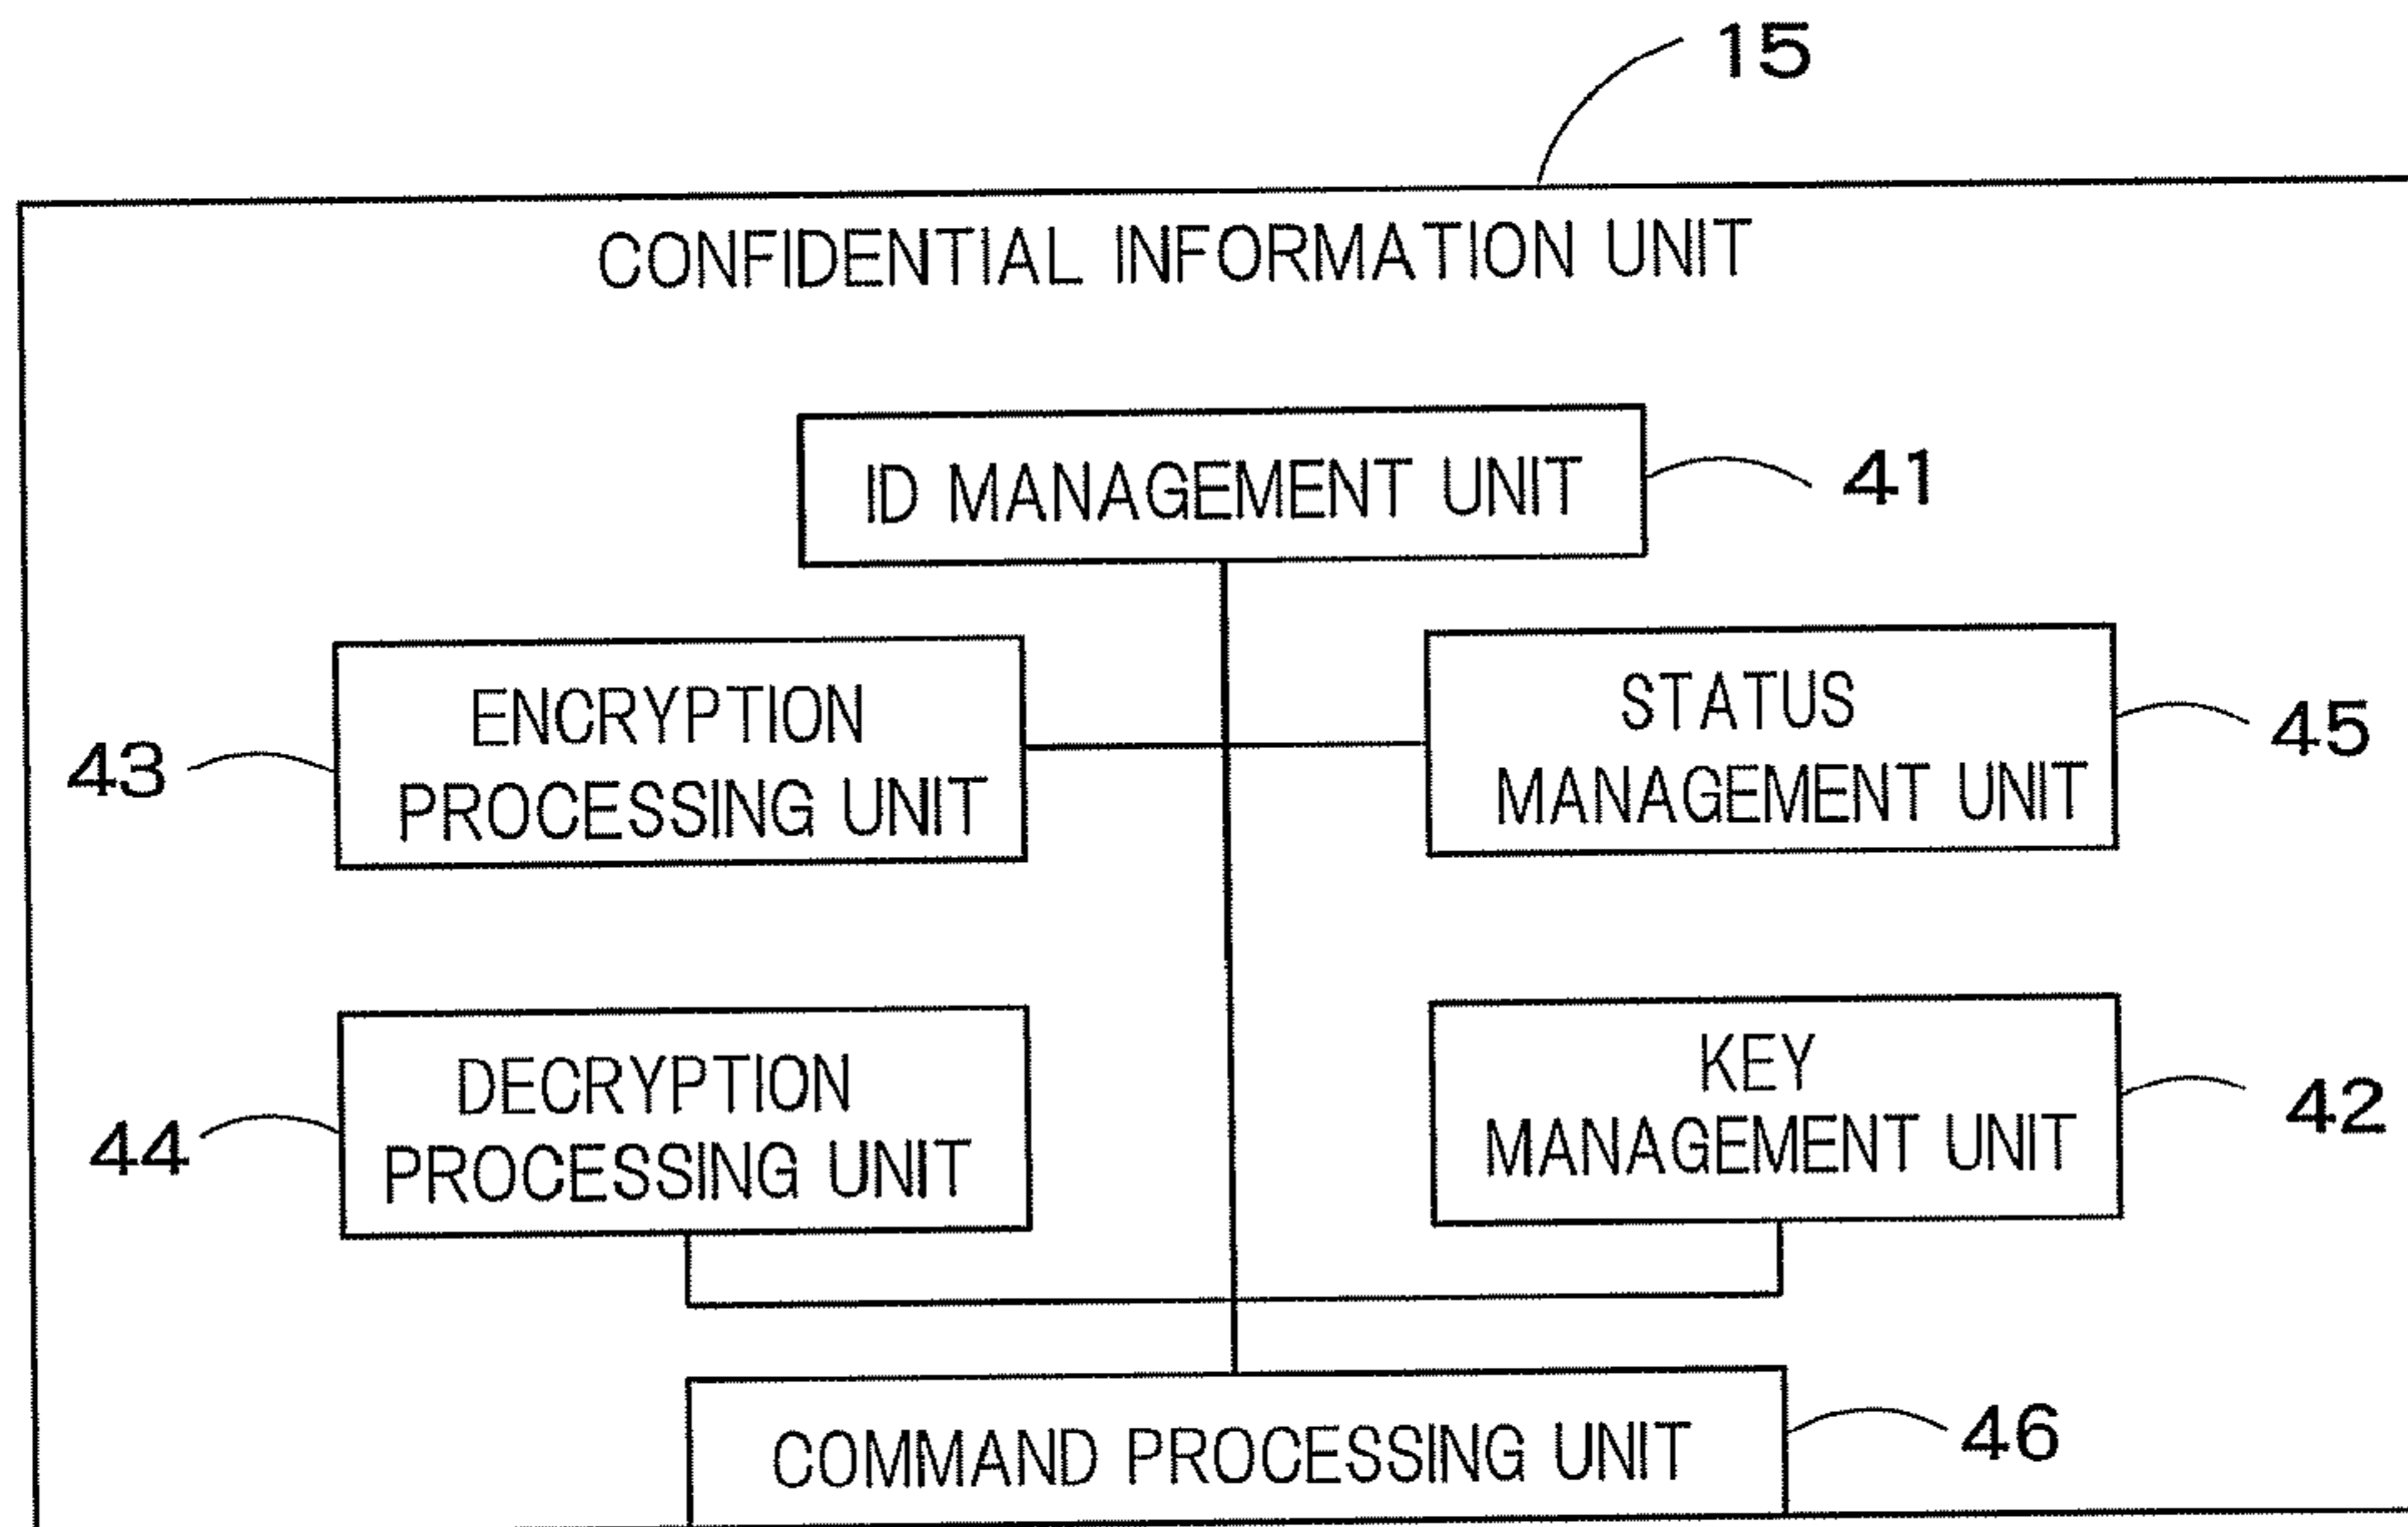 15
CONFIDENTIAL INFORMATION UNIT
ID MANAGEMENT UNIT
41
ENCRYPTION
PROCESSING UNIT
43
STATUS
MANAGEMENT UNIT
45
DECRYPTION
PROCESSING UNIT
44
KEY
MANAGEMENT UNIT
42
COMMAND PROCESSING UNIT
46